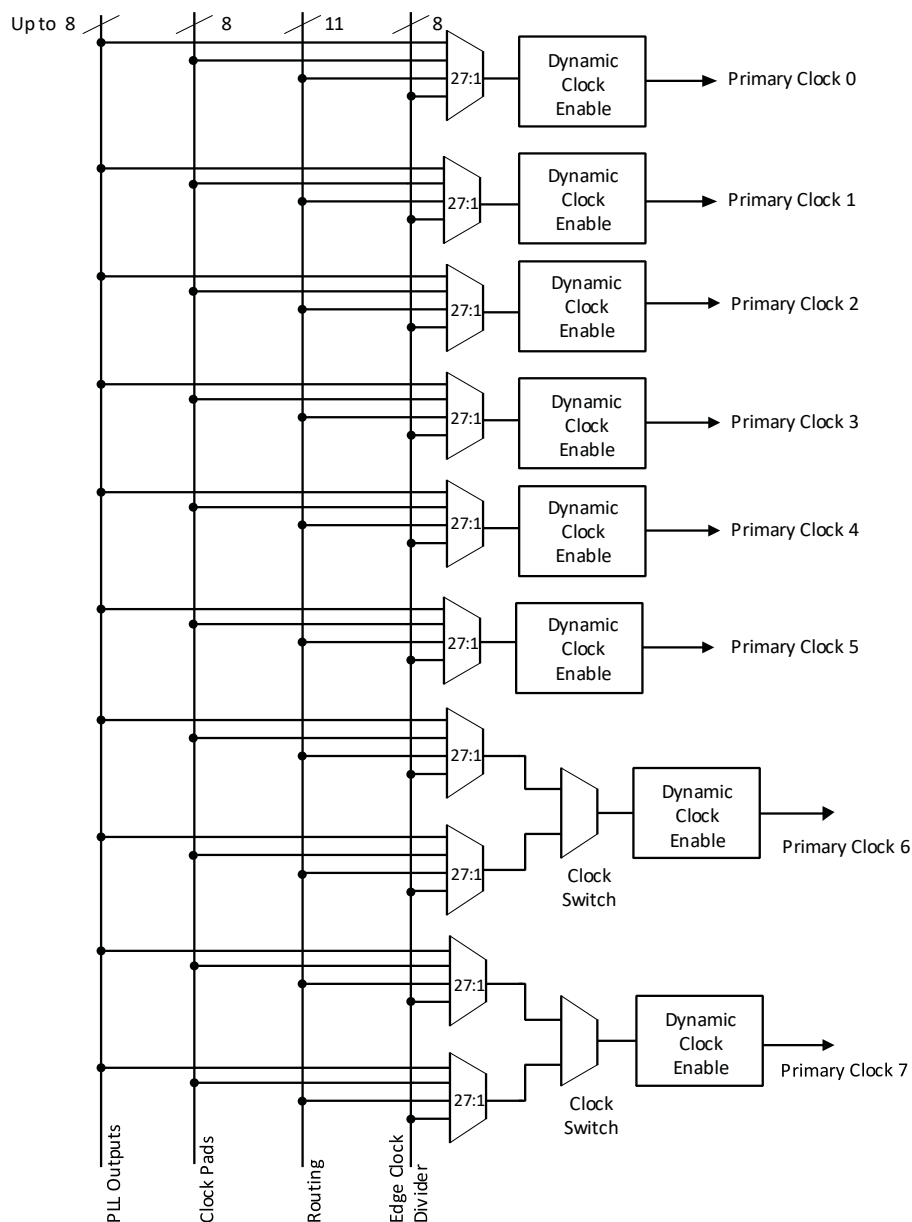 Up to 8
8
11
8
27:1
Dynamic
Clock
Enable
Primary Clock 0
27:1
Dynamic
Clock
Enable
Primary Clock 1
27:1
Dynamic
Clock
Enable
Primary Clock 2
27:1
Dynamic
Clock
Enable
Primary Clock 3
27:1
Dynamic
Clock
Enable
Primary Clock 4
27:1
Dynamic
Clock
Enable
Primary Clock 5
27:1
27:1
Clock
Switch
Dynamic
Clock
Enable
Primary Clock 6
27:1
27:1
Clock
Switch
Dynamic
Clock
Enable
Primary Clock 7
PLL Outputs
Clock Pads
Routing
Edge Clock
Divider